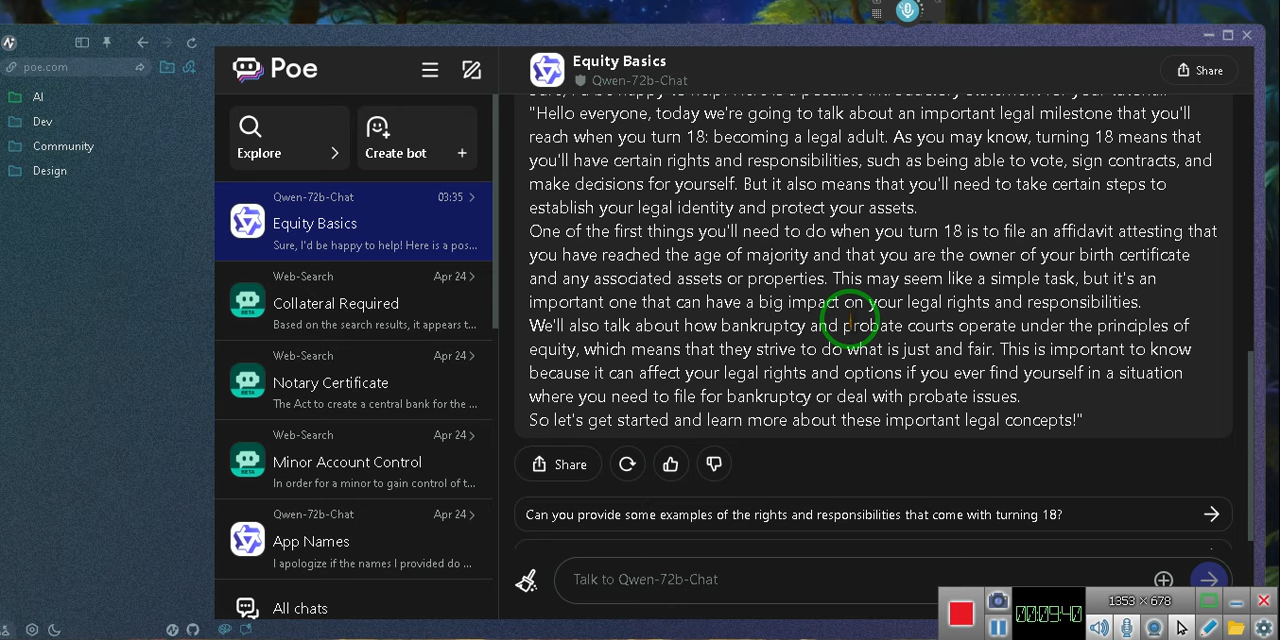 poe.com
AI
Dev
Community
Design
Poe
Explore
Create bot
Qwen-72b-Chat
03:35
Equity Basics
Sure, I'd be happy to help! Here is a pos...
Web-Search
Apr 24
Collateral Required
Based on the search results, it appears t...
Web-Search
Apr 24
Notary Certificate
The Act to create a central bank for the ...
Web-Search
Apr 24
Minor Account Control
In order for a minor to gain control of t...
Qwen-72b-Chat
Apr 24
App Names
I apologize if the names I provided do ...
All chats
BETA
BETA
BETA
Equity Basics
Qwen-72b-Chat
Share
"Hello everyone, today we're going to talk about an important legal milestone that you'll
reach when you turn 18: becoming a legal adult. As you may know, turning 18 means that
you'll have certain rights and responsibilities, such as being able to vote, sign contracts, and
make decisions for yourself. But it also means that you'll need to take certain steps to
establish your legal identity and protect your assets.
One of the first things you'll need to do when you turn 18 is to file an affidavit attesting that
you have reached the age of majority and that you are the owner of your birth certificate
and any associated assets or properties. This may seem like a simple task, but it's an
important one that can have a big impact on your legal rights and responsibilities.
We'll also talk about how bankruptcy and probate courts operate under the principles of
equity, which means that they strive to do what is just and fair. This is important to know
because it can affect your legal rights and options if you ever find yourself in a situation
where you need to file for bankruptcy or deal with probate issues.
So let's get started and learn more about these important legal concepts!"
Share
Can you provide some examples of the rights and responsibilities that come with turning 18?
Talk to Qwen-72b-Chat
00:09:40
1353 × 678